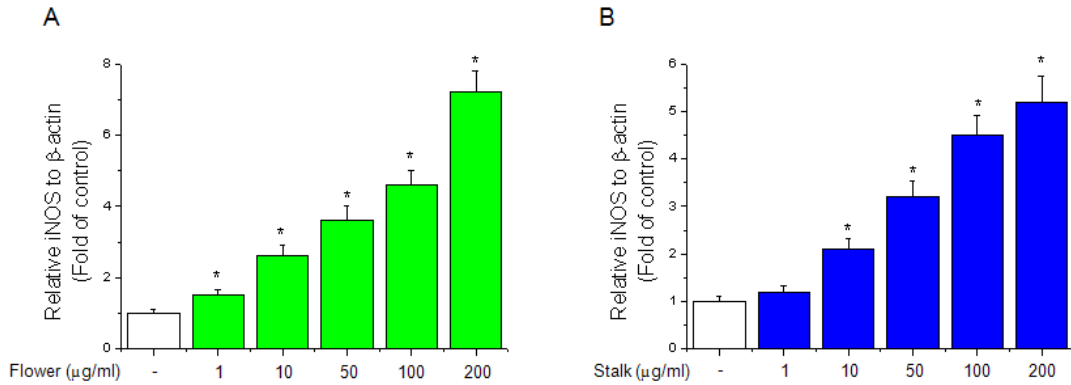 A
Relative iNOS to β-actin
(Fold of control)
8
6
4
2
0
*
*
*
*
*
Flower (μg/ml) - 1 10 50 100 200
B
Relative iNOS to β-actin
(Fold of control)
6
5
4
3
2
1
0
*
*
*
*
Stalk (μg/ml) - 1 10 50 100 200